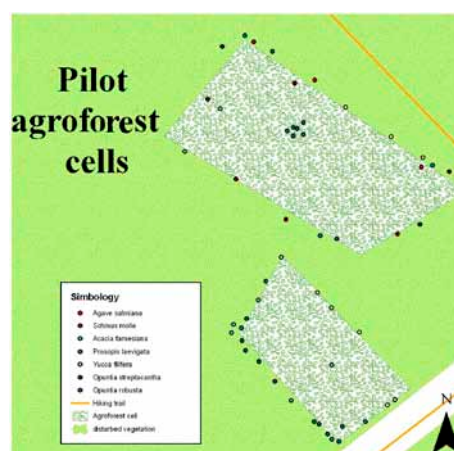 Pilot
agroforest
cells
Simbology
Agave salmiana
Schinus molle
Acacia farnesiana
Prosopis laevigata
Yucca filifera
Opuntia streptacantha
Opuntia robusta
Hiking trail
Agroforest cell
disturbed vegetation
N